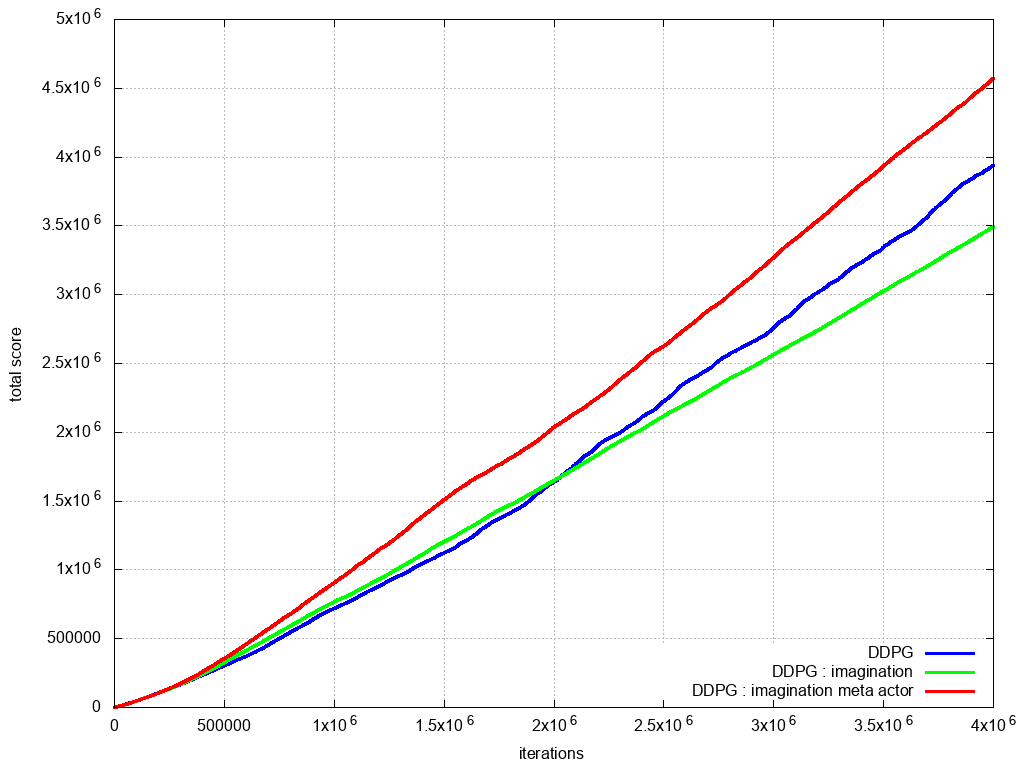 5x10^6
4.5x10^6
4x10^6
3.5x10^6
3x10^6
2.5x10^6
2x10^6
1.5x10^6
1x10^6
500000
0
total score
DDPG
DDPG : imagination
DDPG : imagination meta actor
0 500000 1x10^6 1.5x10^6 2x10^6 2.5x10^6 3x10^6 3.5x10^6 4x10^6
iterations